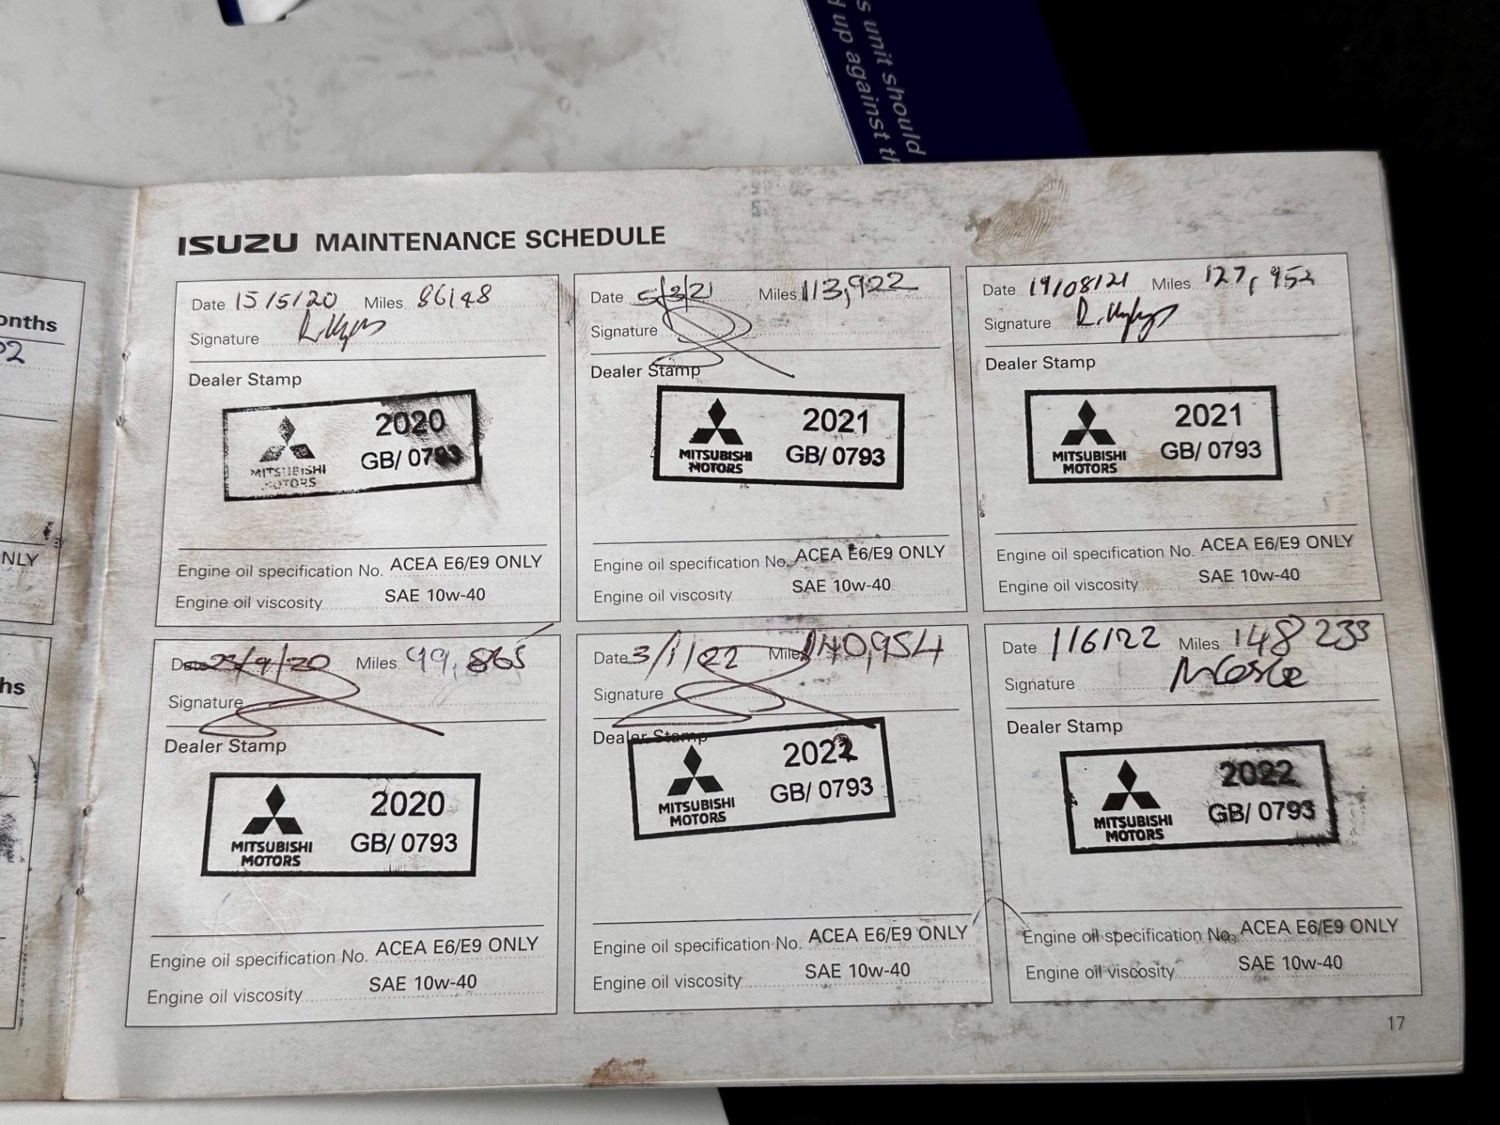 s unit should
d up against th
onths
02
NLY
hs
ISUZU MAINTENANCE SCHEDULE
Date 15/5/20 Miles 86148
Signature
Dealer Stamp
MITSUBISHI MOTORS
2020
GB/ 0793
Engine oil specification No. ACEA E6/E9 ONLY
Engine oil viscosity SAE 10w-40
Date 5/3/21 Miles 113,922
Signature
Dealer Stamp
MITSUBISHI MOTORS
2021
GB/ 0793
Engine oil specification No. ACEA E6/E9 ONLY
Engine oil viscosity SAE 10w-40
Date 19/08/21 Miles 127,953
Signature
Dealer Stamp
MITSUBISHI MOTORS
2021
GB/ 0793
Engine oil specification No. ACEA E6/E9 ONLY
Engine oil viscosity SAE 10w-40
Date 23/9/20 Miles 99,865
Signature
Dealer Stamp
MITSUBISHI MOTORS
2020
GB/ 0793
Engine oil specification No. ACEA E6/E9 ONLY
Engine oil viscosity SAE 10w-40
Date 3/1/22 Miles 140,954
Signature
Dealer Stamp
MITSUBISHI MOTORS
2022
GB/ 0793
Engine oil specification No. ACEA E6/E9 ONLY
Engine oil viscosity SAE 10w-40
Date 1/6/22 Miles 148 233
Signature
Dealer Stamp
MITSUBISHI MOTORS
2022
GB/ 0793
Engine oil specification No. ACEA E6/E9 ONLY
Engine oil viscosity SAE 10w-40
17